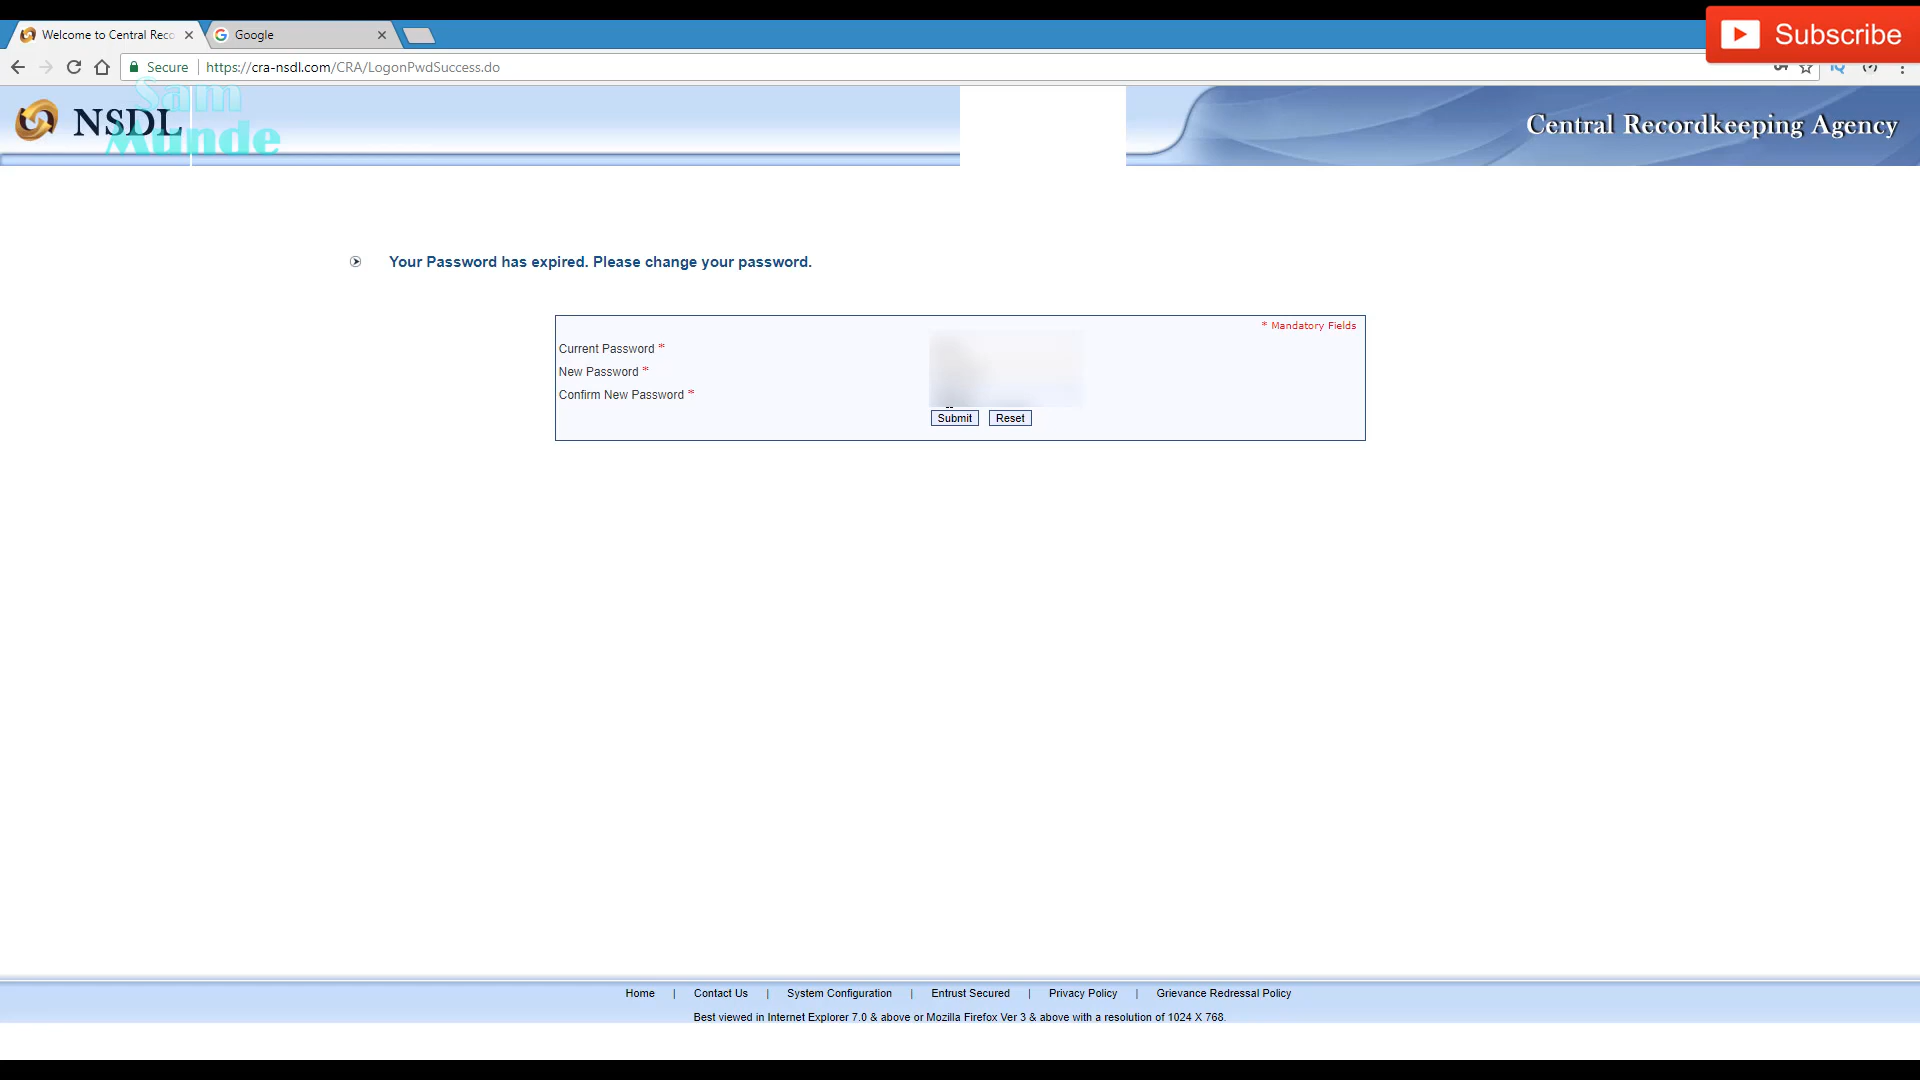 Welcome to Central Reco
Google
Subscribe
Secure
https://cra-nsdl.com/CRA/LogonPwdSuccess.do
Sam
Munde
NSDL
Central Recordkeeping Agency
Your Password has expired. Please change your password.
* Mandatory Fields
Current Password *
New Password *
Confirm New Password *
Submit Reset
Home | Contact Us | System Configuration | Entrust Secured | Privacy Policy | Grievance Redressal Policy
Best viewed in Internet Explorer 7.0 & above or Mozilla Firefox Ver 3 & above with a resolution of 1024 X 768.